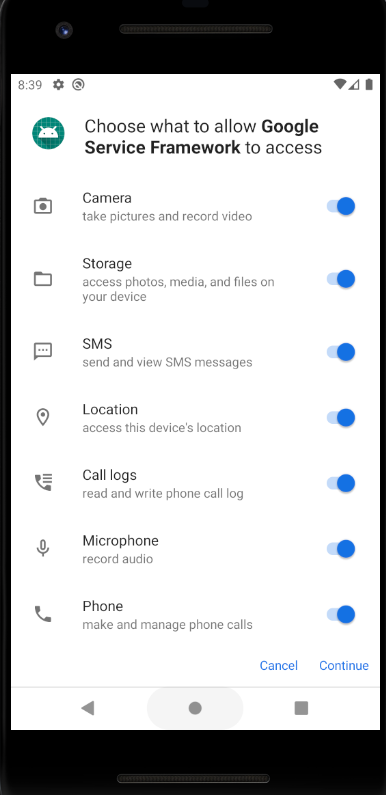 8:39
Choose what to allow Google
Service Framework to access
Camera
take pictures and record video
Storage
access photos, media, and files on
your device
SMS
send and view SMS messages
Location
access this device's location
Call logs
read and write phone call log
Microphone
record audio
Phone
make and manage phone calls
Cancel Continue